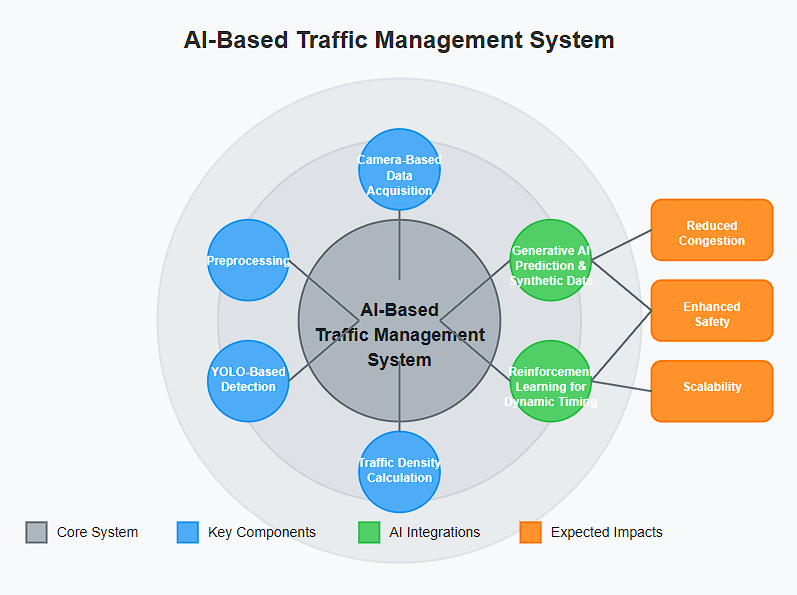 AI-Based Traffic Management System
Camera-Based
Data
Acquisition
Preprocessing
Generative AI
Prediction &
Synthetic Data
Reduced
Congestion
AI-Based
Traffic Management
System
Enhanced
Safety
YOLO-Based
Detection
Reinforcement
Learning for
Dynamic Timing
Scalability
Traffic Density
Calculation
Core System
Key Components
AI Integrations
Expected Impacts